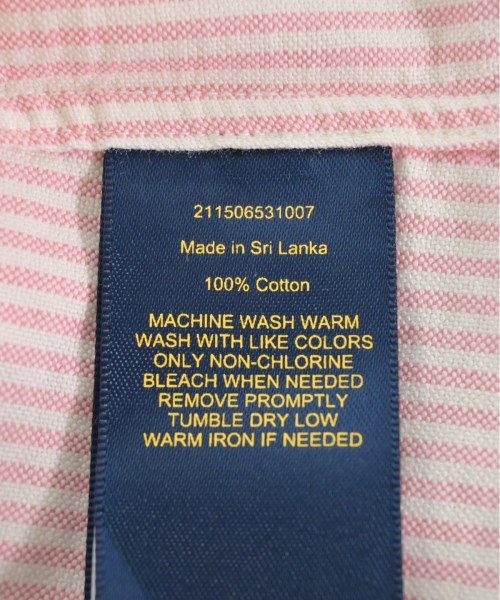 211506531007
Made in Sri Lanka
100% Cotton
MACHINE WASH WARM
WASH WITH LIKE COLORS
ONLY NON-CHLORINE
BLEACH WHEN NEEDED
REMOVE PROMPTLY
TUMBLE DRY LOW
WARM IRON IF NEEDED